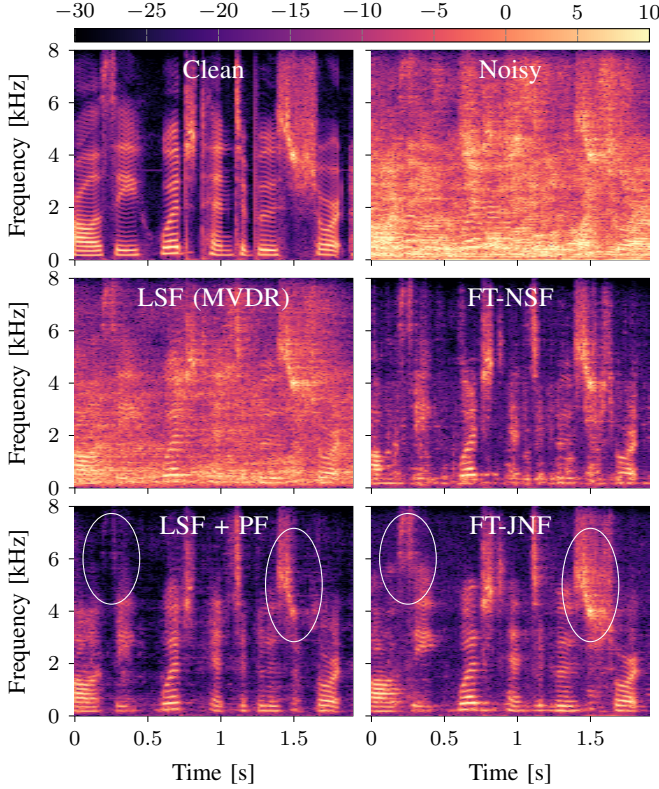 −30 −25 −20 −15 −10 −5 0 5 10
Clean Noisy
Frequency [kHz]
8
6
4
2
0
LSF (MVDR) FT-NSF
Frequency [kHz]
8
6
4
2
0
LSF + PF FT-JNF
Frequency [kHz]
8
6
4
2
0
0 0.5 1 1.5 0 0.5 1 1.5
Time [s] Time [s]